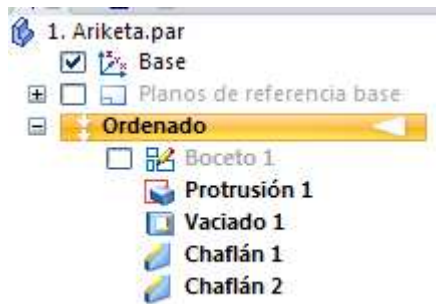 1. Ariketa.par
Base
Planos de referencia base
Ordenado
Boceto 1
Protrusión 1
Vaciado 1
Chaflán 1
Chaflán 2